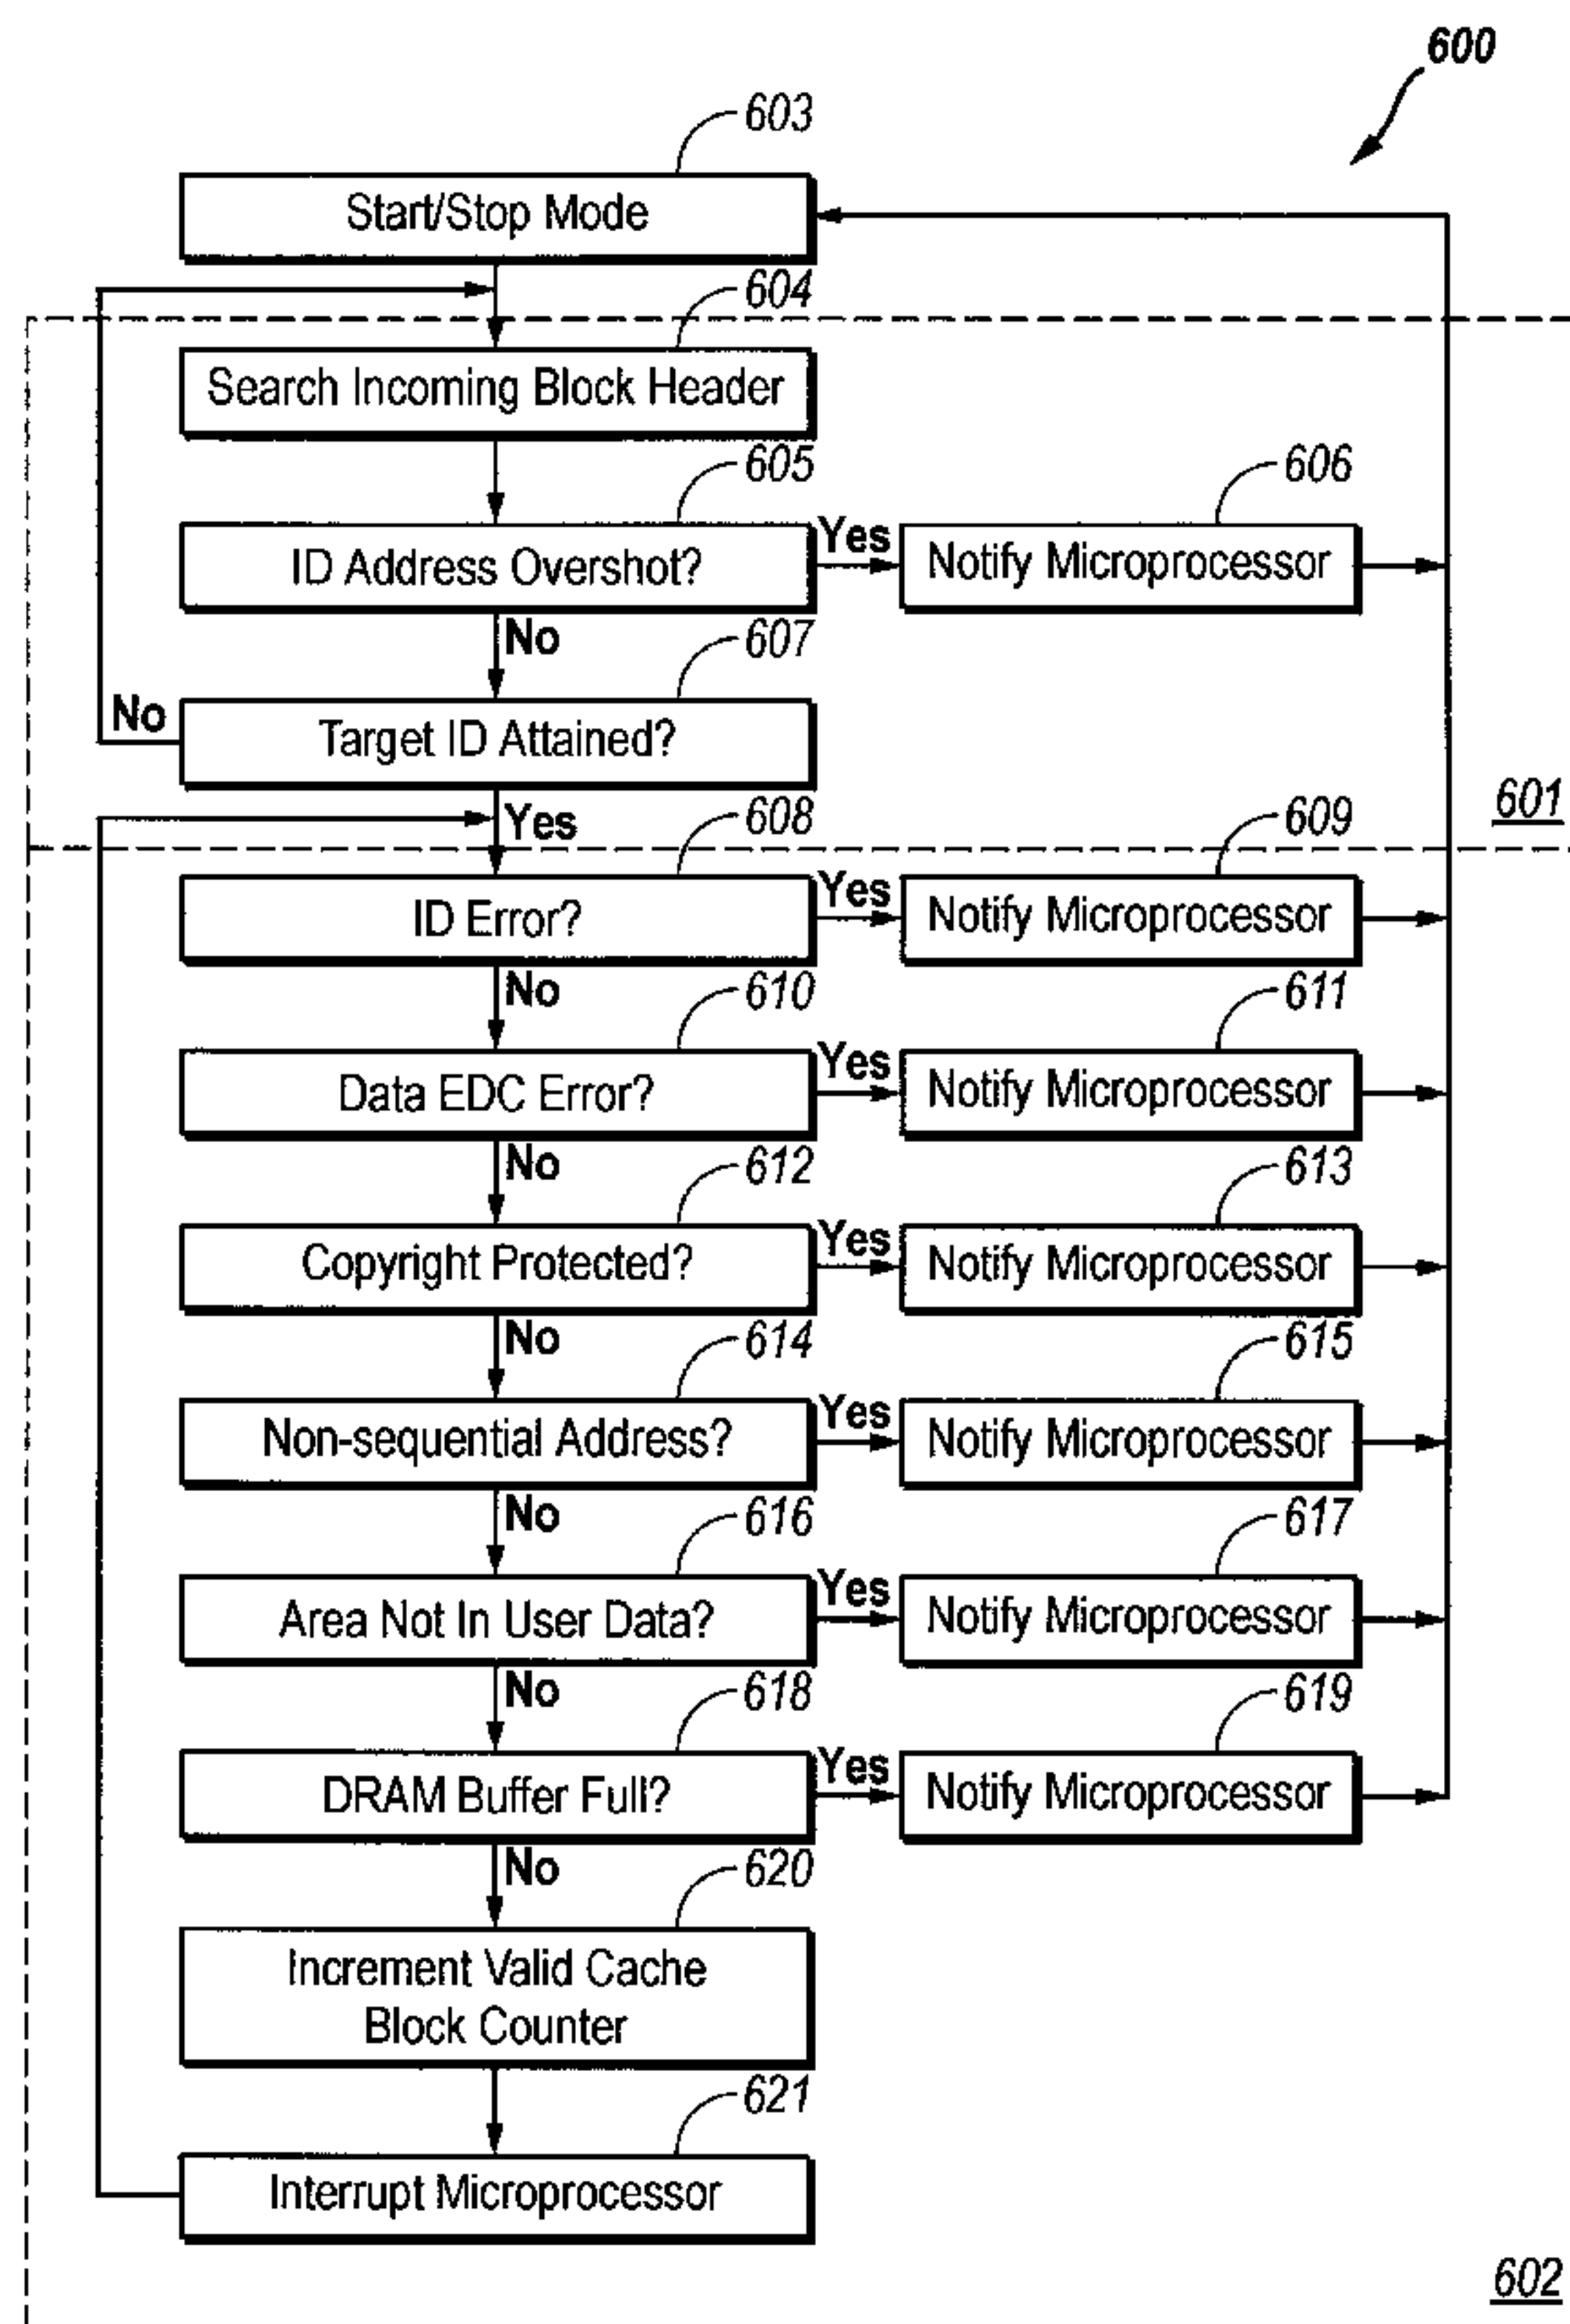 600
603
Start/Stop Mode
604
Search Incoming Block Header
605
606
ID Address Overshot?
Yes
Notify Microprocessor
No
607
No
Target ID Attained?
601
Yes
608
609
ID Error?
Yes
Notify Microprocessor
No
610
611
Data EDC Error?
Yes
Notify Microprocessor
No
612
613
Copyright Protected?
Yes
Notify Microprocessor
No
614
615
Non-sequential Address?
Yes
Notify Microprocessor
No
616
617
Area Not In User Data?
Yes
Notify Microprocessor
No
618
619
DRAM Buffer Full?
Yes
Notify Microprocessor
No
620
Increment Valid Cache
Block Counter
621
Interrupt Microprocessor
602